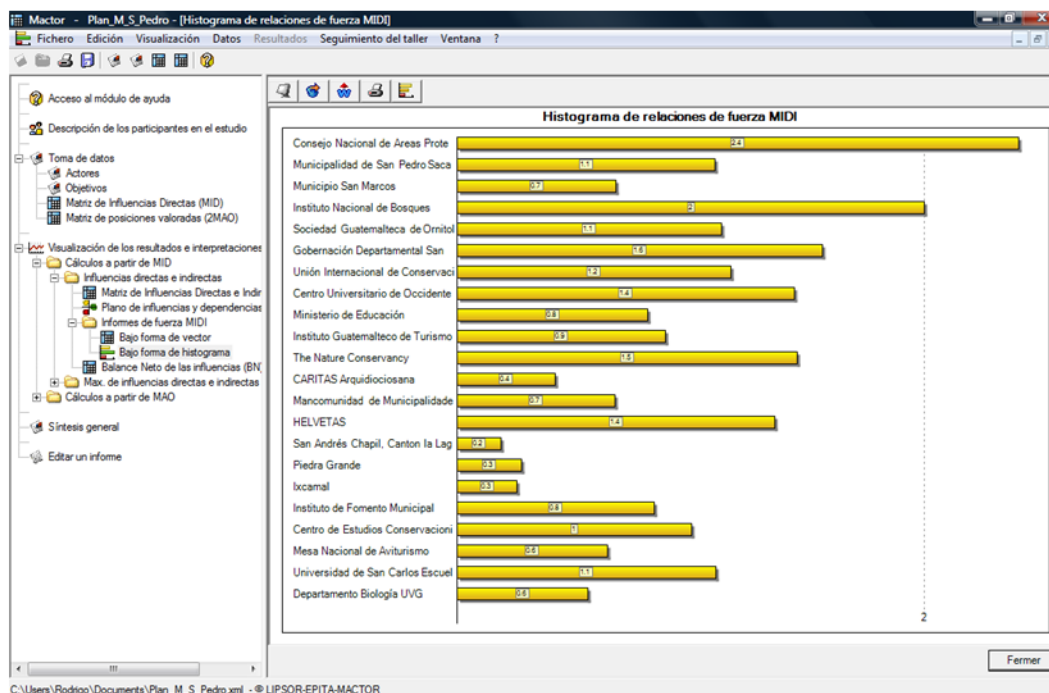 Mactor - Plan_M_S_Pedro - [Histograma de relaciones de fuerza MIDI]
Fichero Edición Visualización Datos Resultados Seguimiento del taller Ventana ?
Acceso al módulo de ayuda
Descripción de los participantes en el estudio
Toma de datos
Actores
Objetivos
Matriz de Influencias Directas (MID)
Matriz de posiciones valoradas (2MAO)
Visualización de los resultados e interpretaciones
Cálculos a partir de MID
Influencias directas e indirectas
Matriz de Influencias Directas e Indir
Plano de influencias y dependencias
Informes de fuerza MIDI
Bajo forma de vector
Bajo forma de histograma
Balance Neto de las influencias (BN)
Max. de influencias directas e indirectas
Cálculos a partir de MAO
Síntesis general
Editar un informe
Histograma de relaciones de fuerza MIDI
Consejo Nacional de Areas Prote 2.4
Municipalidad de San Pedro Saca 1.1
Municipio San Marcos 0.7
Instituto Nacional de Bosques 2
Sociedad Guatemalteca de Ornitol 1.1
Gobernación Departamental San 1.6
Unión Internacional de Conservaci 1.2
Centro Universitario de Occidente 1.4
Ministerio de Educación 0.8
Instituto Guatemalteco de Turismo 0.9
The Nature Conservancy 1.5
CARITAS Arquidiociosana 0.4
Mancomunidad de Municipalidade 0.7
HELVETAS 1.4
San Andrés Chapil, Canton la Lag 0.2
Piedra Grande 0.3
Ixcamal 0.3
Instituto de Fomento Municipal 0.8
Centro de Estudios Conservacioni 1
Mesa Nacional de Aviturismo 0.6
Universidad de San Carlos Escuel 1.1
Departamento Biología UVG 0.6
2
Fermer
C:\Users\Rodrigo\Documents\Plan_M_S_Pedro.xml - © LIPSOR-EPITA-MACTOR